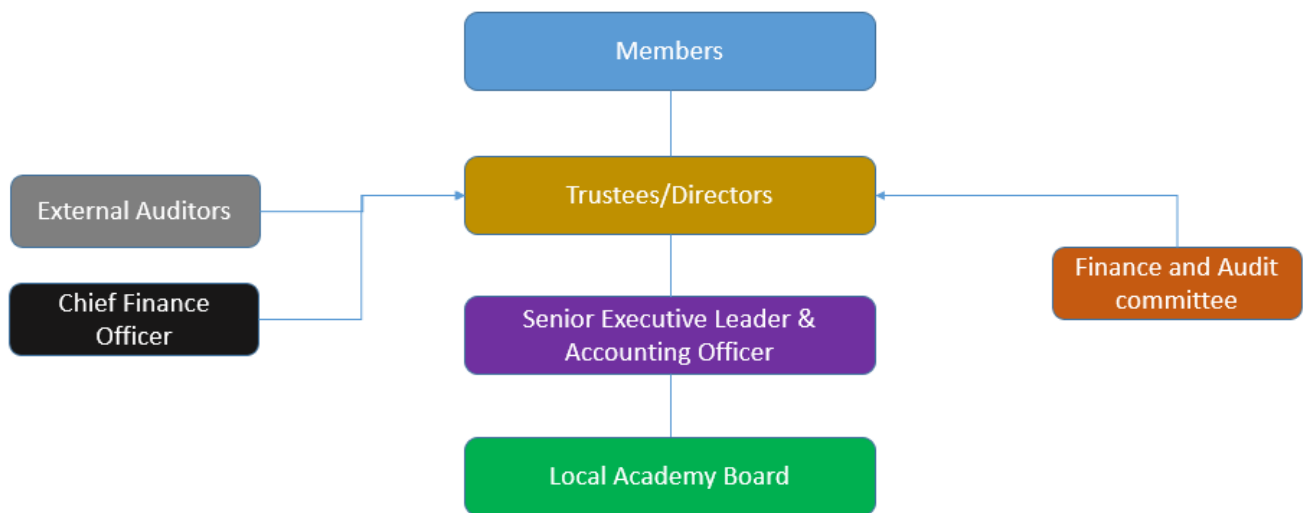 Members
Trustees/Directors
External Auditors
Finance and Audit
committee
Chief Finance
Officer
Senior Executive Leader &
Accounting Officer
Local Academy Board